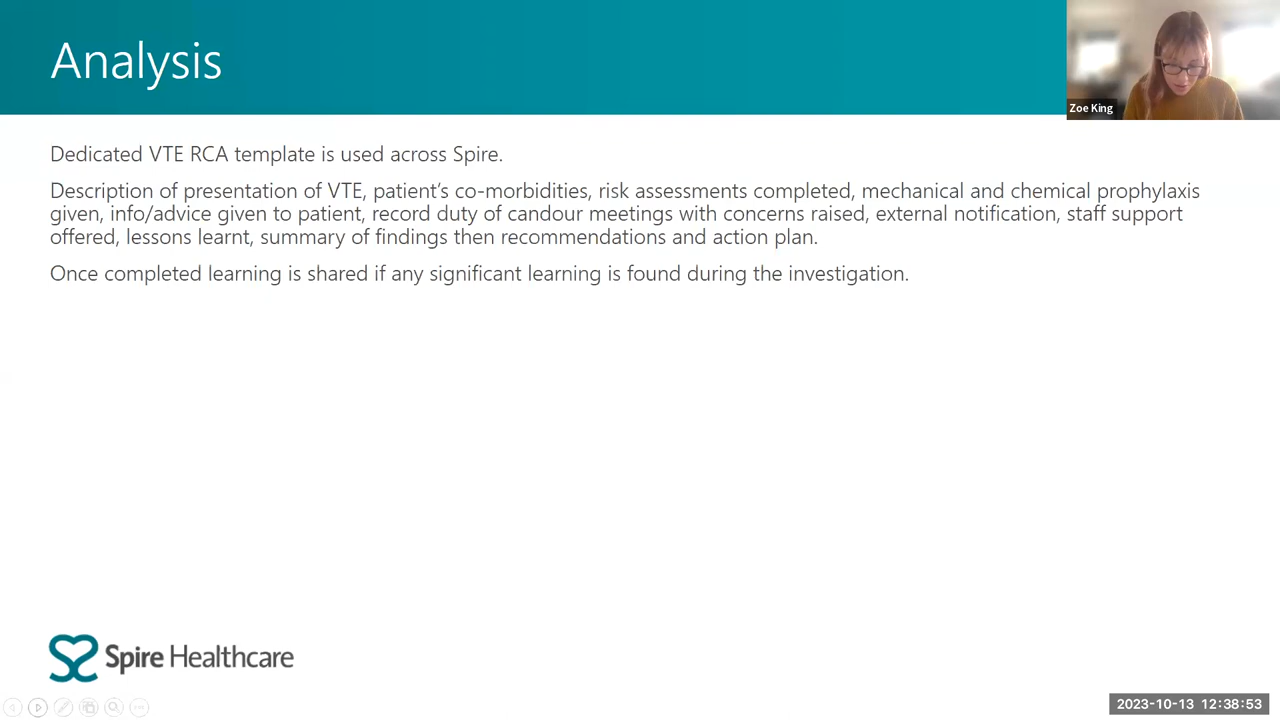 Analysis
Zoe King
Dedicated VTE RCA template is used across Spire.
Description of presentation of VTE, patient's co-morbidities, risk assessments completed, mechanical and chemical prophylaxis
given, info/advice given to patient, record duty of candour meetings with concerns raised, external notification, staff support
offered, lessons learnt, summary of findings then recommendations and action plan.
Once completed learning is shared if any significant learning is found during the investigation.
Spire Healthcare
2023-10-13 12:38:53